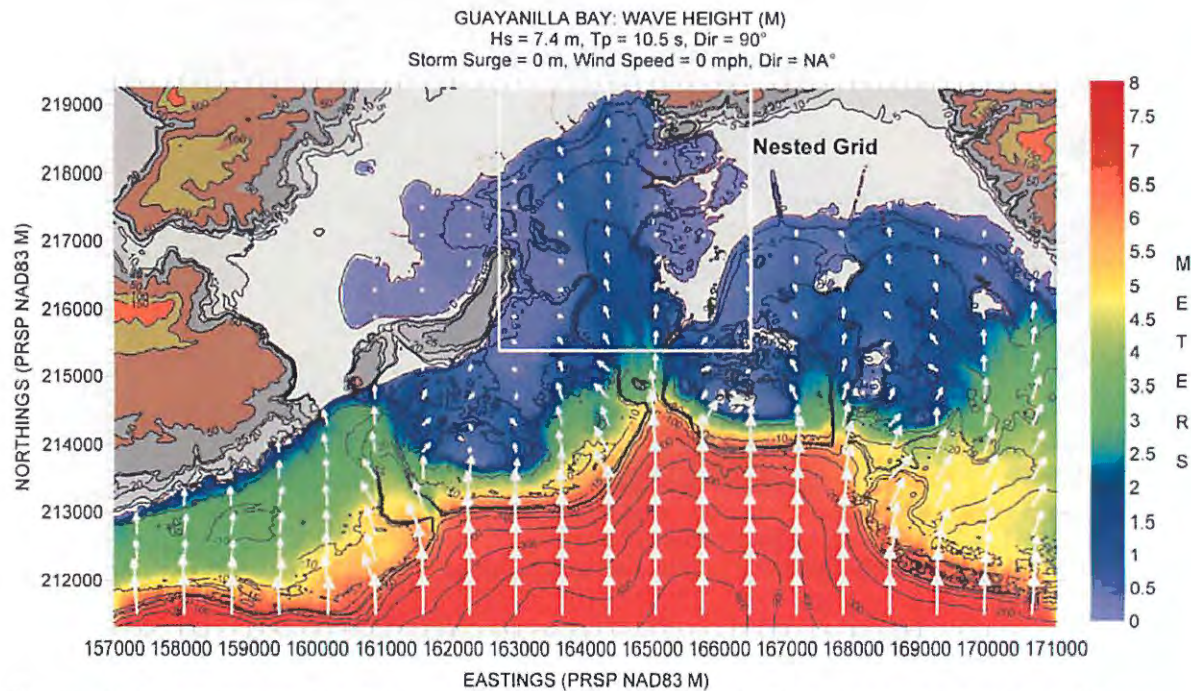 GUAYANILLA BAY: WAVE HEIGHT (M)
Hs = 7.4 m, Tp = 10.5 s, Dir = 90°
Storm Surge = 0 m, Wind Speed = 0 mph, Dir = NA°
219000
218000
217000
216000
215000
214000
213000
212000
NORTHINGS (PRSP NAD83 M)
Nested Grid
8
7.5
7
6.5
6
5.5
5
4.5
4
3.5
3
2.5
2
1.5
1
0.5
0
M
E
T
E
R
S
157000 158000 159000 160000 161000 162000 163000 164000 165000 166000 167000 168000 169000 170000 171000
EASTINGS (PRSP NAD83 M)